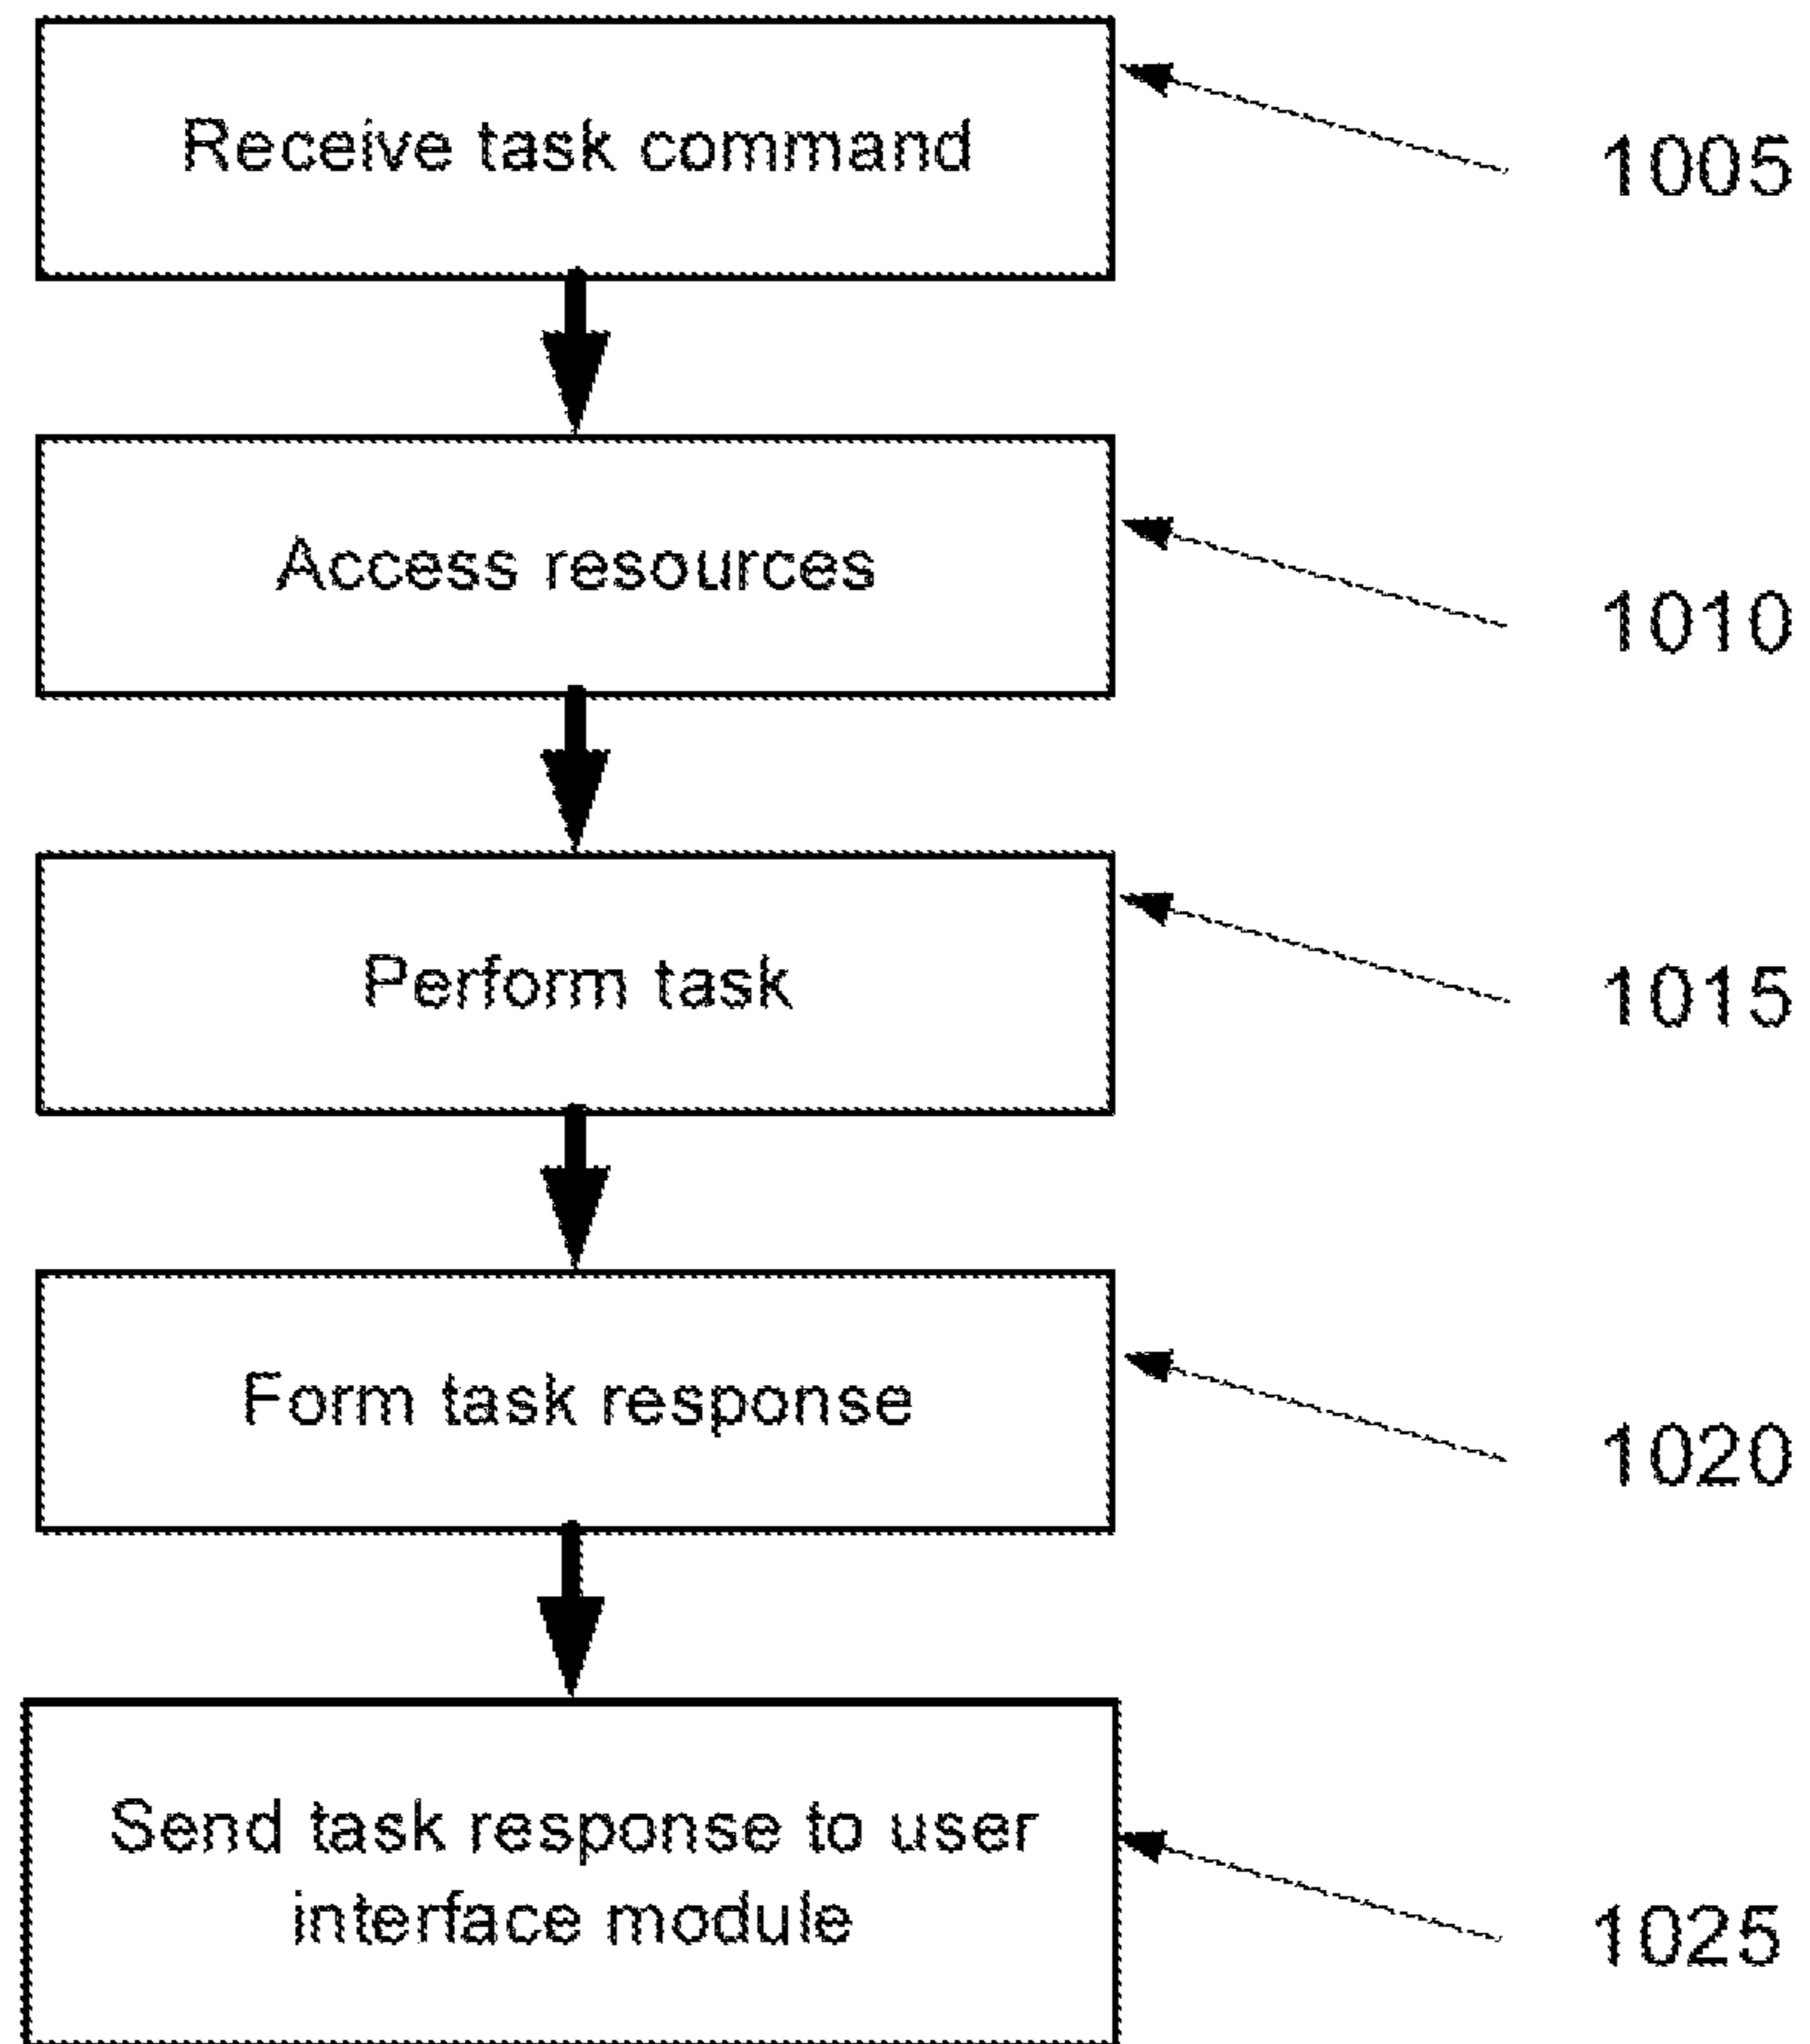 Receive task command
1005
Access resources
1010
Perform task
1015
Form task response
1020
Send task response to user
interface module
1025